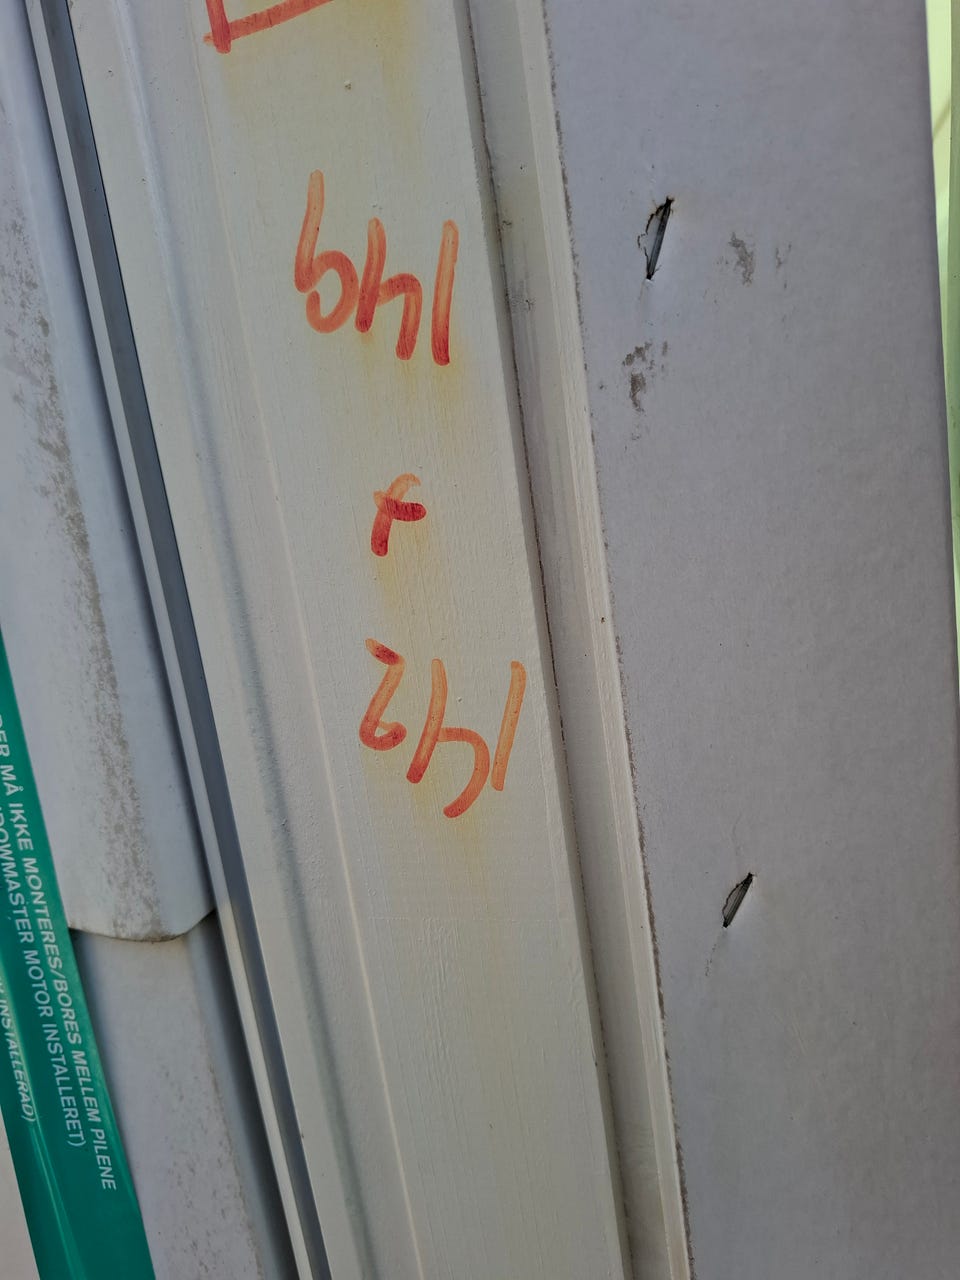 142
x
149
MÅ IKKE MONTERES/BORES MELLEM PILENE
MOTOR INSTALLERET)
INSTALLERAD)